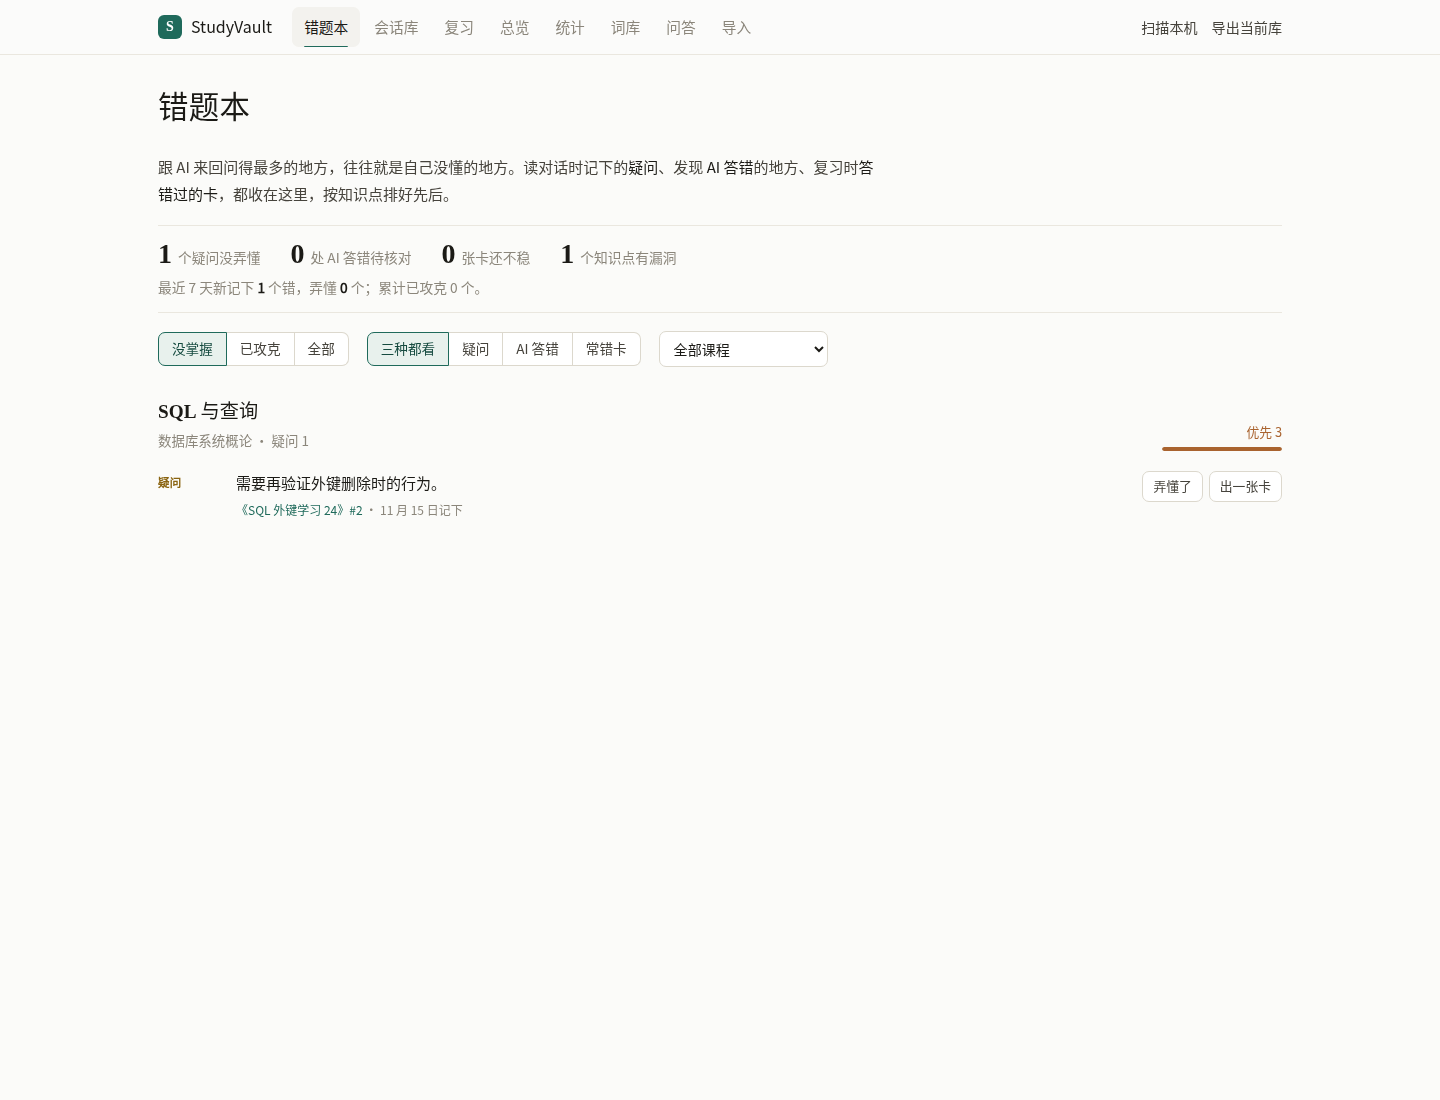 S StudyVault 错题本 会话库 复习 总览 统计 词库 问答 导入 扫描本机 导出当前库
错题本
跟 AI 来回问得最多的地方，往往就是自己没懂的地方。读对话时记下的疑问、发现 AI 答错的地方、复习时答
错过的卡，都收在这里，按知识点排好先后。
1 个疑问没弄懂 0 处 AI 答错待核对 0 张卡还不稳 1 个知识点有漏洞
最近 7 天新记下 1 个错，弄懂 0 个；累计已攻克 0 个。
没掌握 已攻克 全部 三种都看 疑问 AI 答错 常错卡 全部课程
SQL 与查询
数据库系统概论 · 疑问 1
优先 3
疑问 需要再验证外键删除时的行为。 弄懂了 出一张卡
《SQL 外键学习 24》#2 · 11 月 15 日记下